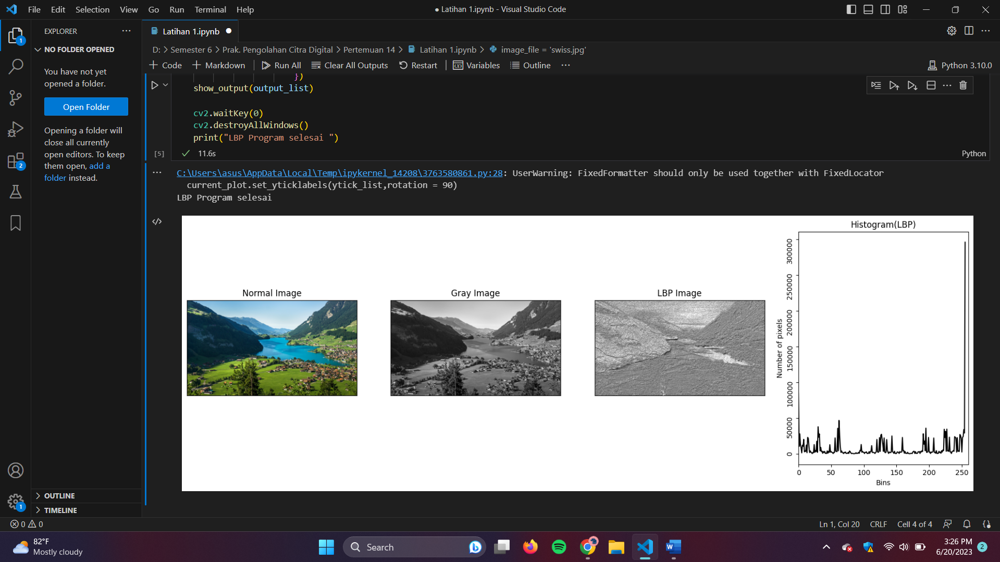 File Edit Selection View Go Run Terminal Help
● Latihan 1.ipynb - Visual Studio Code
EXPLORER
NO FOLDER OPENED
You have not yet
opened a folder.
Open Folder
Opening a folder will
close all currently
open editors. To keep
them open, add a
folder instead.
OUTLINE
TIMELINE
1
2
1
Latihan 1.ipynb ●
D: > Semester 6 > Prak. Pengolahan Citra Digital > Pertemuan 14 > Latihan 1.ipynb > image_file = 'swiss.jpg'
+ Code + Markdown Run All Clear All Outputs Restart Variables Outline ...
Python 3.10.0
})
show_output(output_list)
cv2.waitKey(0)
cv2.destroyAllWindows()
print("LBP Program selesai ")
[5] 11.6s
Python
C:\Users\asus\AppData\Local\Temp\ipykernel_14208\3763580861.py:28: UserWarning: FixedFormatter should only be used together with FixedLocator
current_plot.set_yticklabels(ytick_list,rotation = 90)
LBP Program selesai
Normal Image
Gray Image
LBP Image
Histogram(LBP)
Number of pixels
300000
250000
200000
150000
100000
50000
0
0 50 100 150 200 250
Bins
0 0
Ln 1, Col 20 CRLF Cell 4 of 4
82°F
Mostly cloudy
Search
3:26 PM
6/20/2023
2